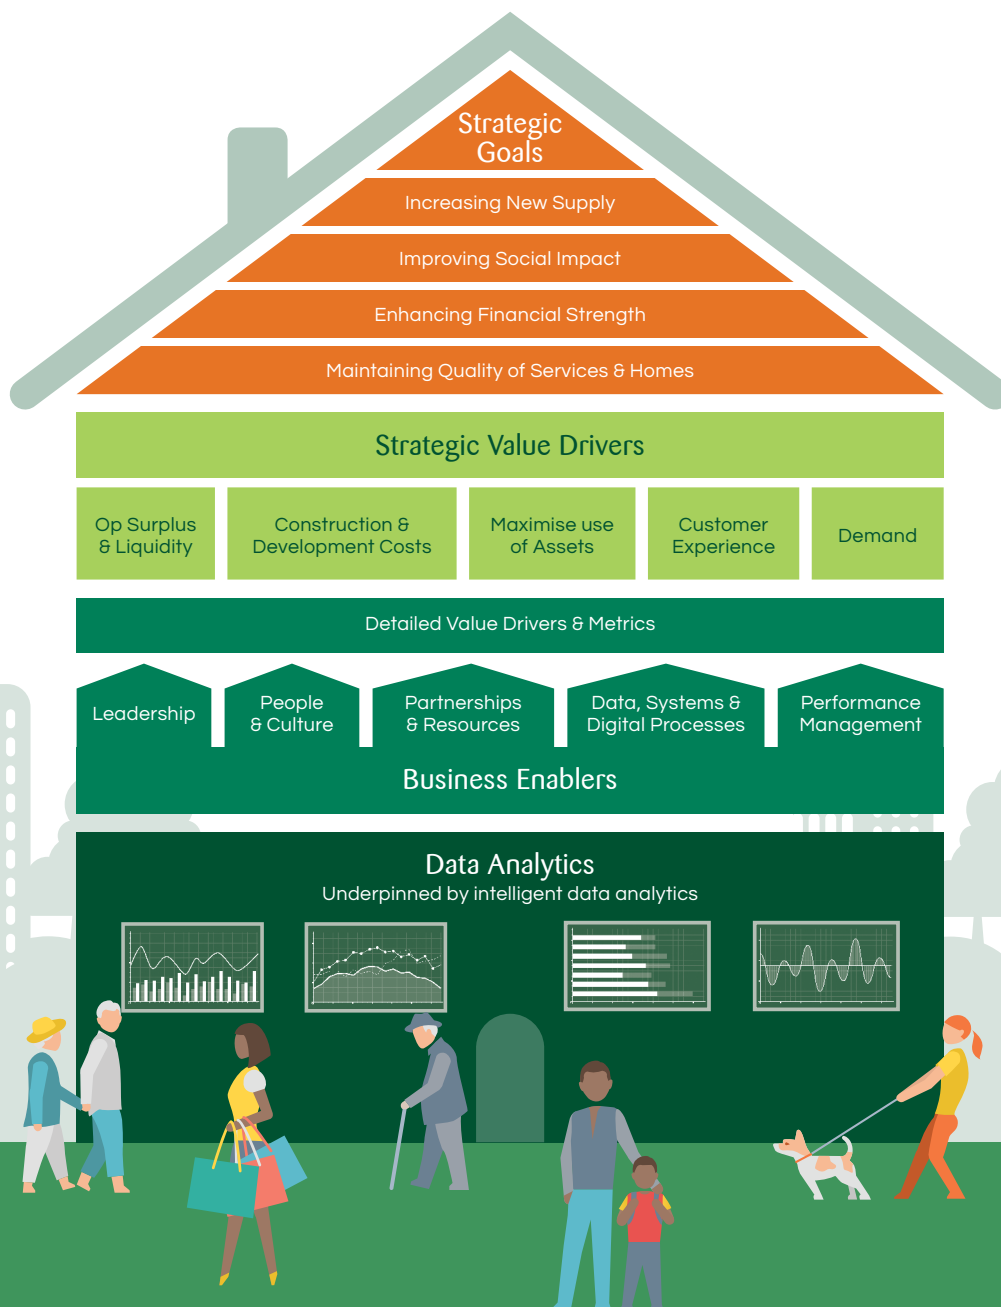 Strategic
Goals
Increasing New Supply
Improving Social Impact
Enhancing Financial Strength
Maintaining Quality of Services & Homes
Strategic Value Drivers
Op Surplus
& Liquidity
Construction &
Development Costs
Maximise use
of Assets
Customer
Experience
Demand
Detailed Value Drivers & Metrics
Leadership
People
& Culture
Partnerships
& Resources
Data, Systems &
Digital Processes
Performance
Management
Business Enablers
Data Analytics
Underpinned by intelligent data analytics